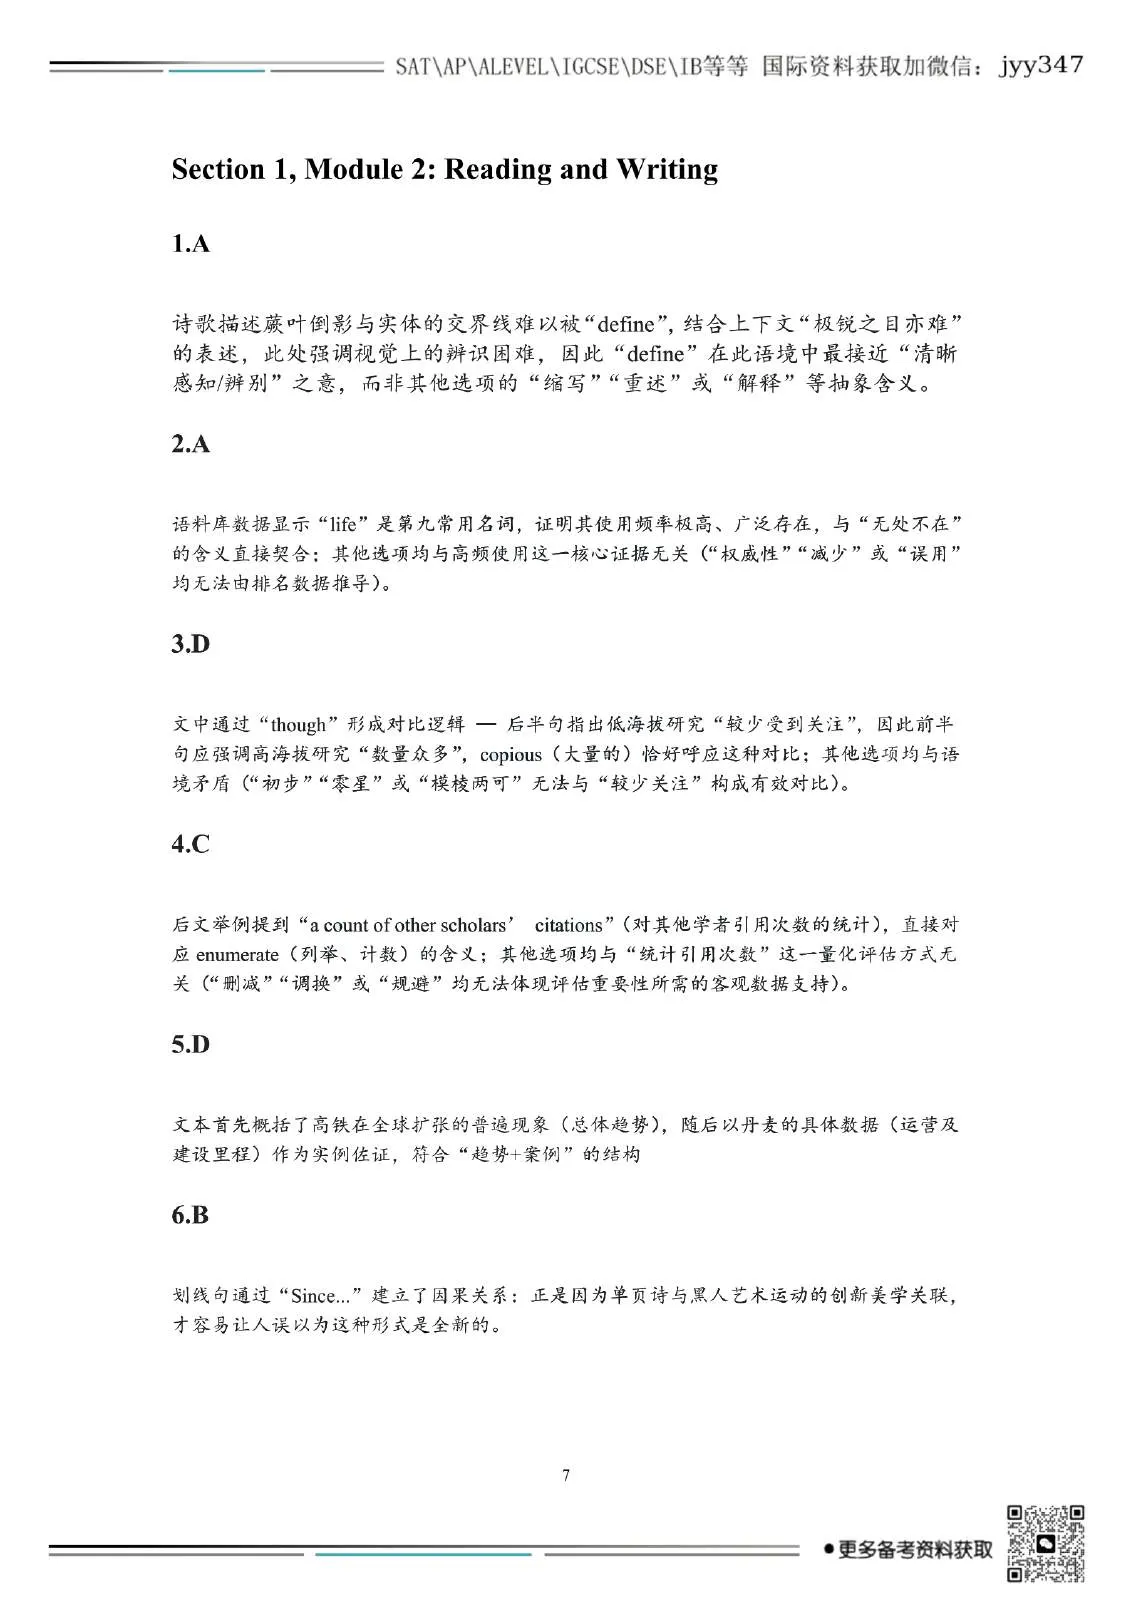 SAT\AP\ALEVEL\IGCSE\DSE\IB等等 国际资料获取加微信：jyy347
Section 1, Module 2: Reading and Writing
1.A
诗歌描述蕨叶倒影与实体的交界线难以被“define”，结合上下文“极锐之目亦难”
的表述，此处强调视觉上的辨识困难，因此“define”在此语境中最接近“清晰
感知/辨别”之意，而非其他选项的“缩写”“重述”或“解释”等抽象含义。
2.A
语料库数据显示“life”是第九常用名词，证明其使用频率极高、广泛存在，与“无处不在”
的含义直接契合；其他选项均与高频使用这一核心证据无关（“权威性”“减少”或“误用”
均无法由排名数据推导）。
3.D
文中通过“though”形成对比逻辑 — 后半句指出低海拔研究“较少受到关注”，因此前半
句应强调高海拔研究“数量众多”，copious（大量的）恰好呼应这种对比；其他选项均与语
境矛盾（“初步”“零星”或“模棱两可”无法与“较少关注”构成有效对比）。
4.C
后文举例提到“a count of other scholars’ citations”（对其他学者引用次数的统计），直接对
应 enumerate（列举、计数）的含义；其他选项均与“统计引用次数”这一量化评估方式无
关（“删减”“调换”或“规避”均无法体现评估重要性所需的客观数据支持）。
5.D
文本首先概括了高铁在全球扩张的普遍现象（总体趋势），随后以丹麦的具体数据（运营及
建设里程）作为实例佐证，符合“趋势+案例”的结构
6.B
划线句通过“Since...”建立了因果关系：正是因为单页诗与黑人艺术运动的创新美学关联，
才容易让人误以为这种形式是全新的。
7
●更多备考资料获取